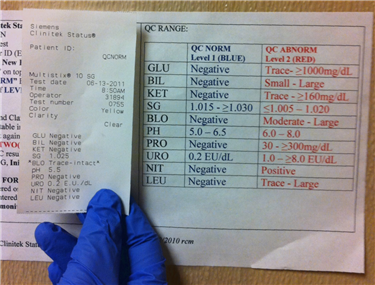 Siemens
Clinitek Status®
Patient ID:
QCNORM
Multistix® 10 SG
Test date 06-13-2011
Time 8:50AM
Operator 31894
Test number 0755
Color Yellow
Clarity
Clear
GLU Negative
BIL Negative
KET Negative
SG 1.025
*BLO Trace-intact*
pH 5.5
PRO Negative
URO 0.2 E.U./dL
NIT Negative
LEU Negative
QC RANGE:
QC NORM QC ABNORM
Level 1 (BLUE) Level 2 (RED)
GLU Negative Trace- ≥1000mg/dL
BIL Negative Small - Large
KET Negative Trace - ≥160mg/dL
SG 1.015 - ≥1.030 ≤1.005 – 1.020
BLO Negative Moderate - Large
PH 5.0 – 6.5 6.0 – 8.0
PRO Negative 30 - ≥300mg/dL
URO 0.2 EU/dL 1.0 – ≥8.0 EU/dL
NIT Negative Positive
LEU Negative Trace - Large
Clinitek Stat
/2010 rcm